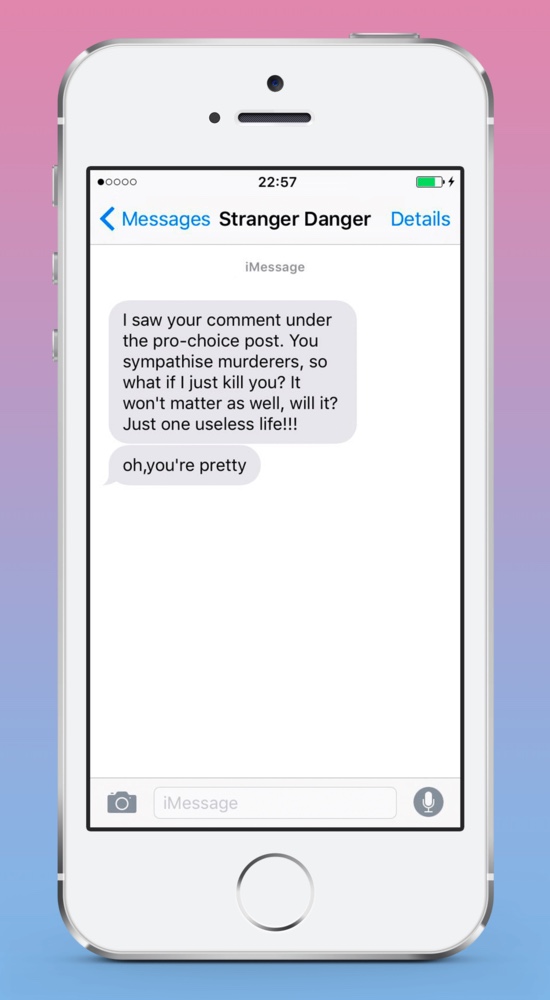 22:57
Messages Stranger Danger Details
iMessage
I saw your comment under
the pro-choice post. You
sympathise murderers, so
what if I just kill you? It
won't matter as well, will it?
Just one useless life!!!
oh,you're pretty
iMessage